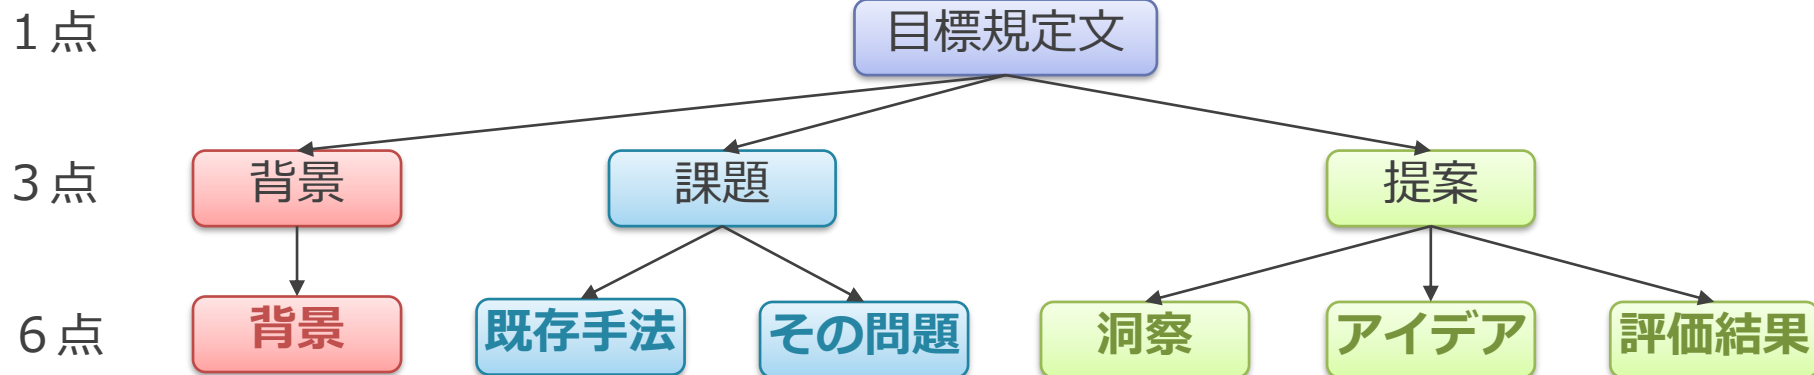 １点
目標規定文
３点
背景
課題
提案
６点
背景
既存手法
その問題
洞察
アイデア
評価結果